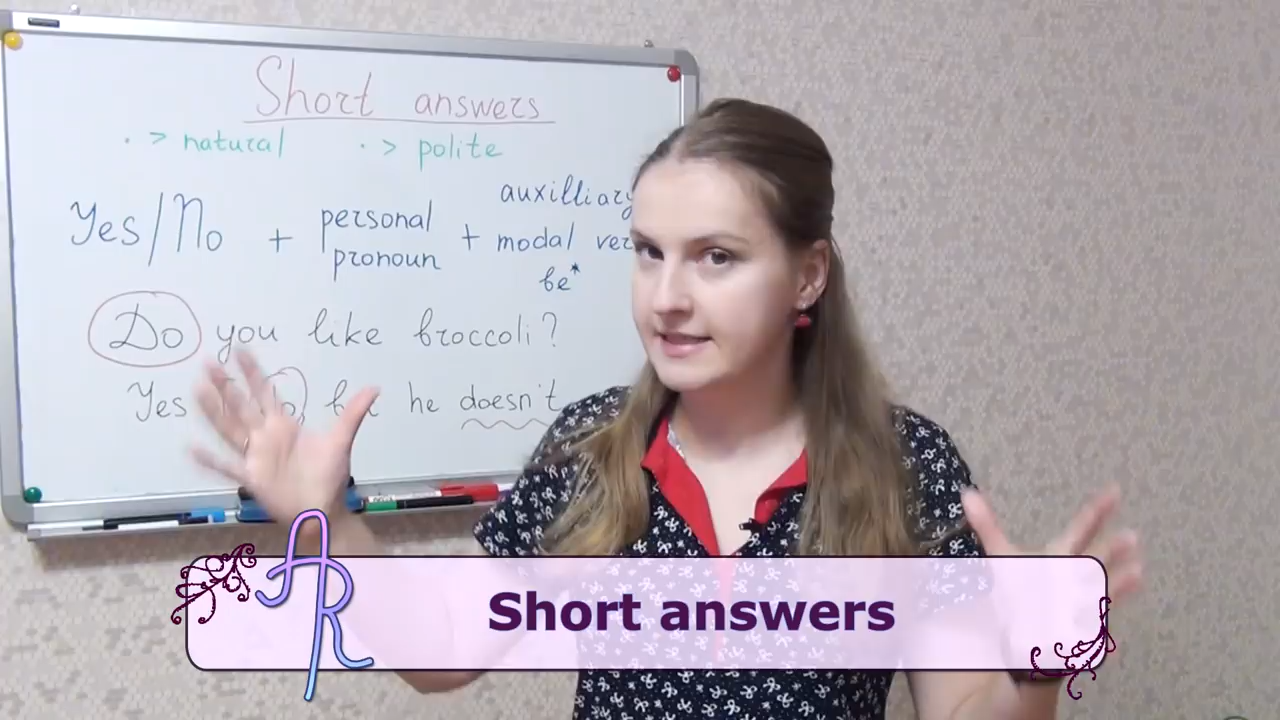 Short answers
· > natural · > polite
auxilliary
Yes/No + personal pronoun + modal ver
be*
Do you like broccoli?
Yes he doesn't
AR
Short answers